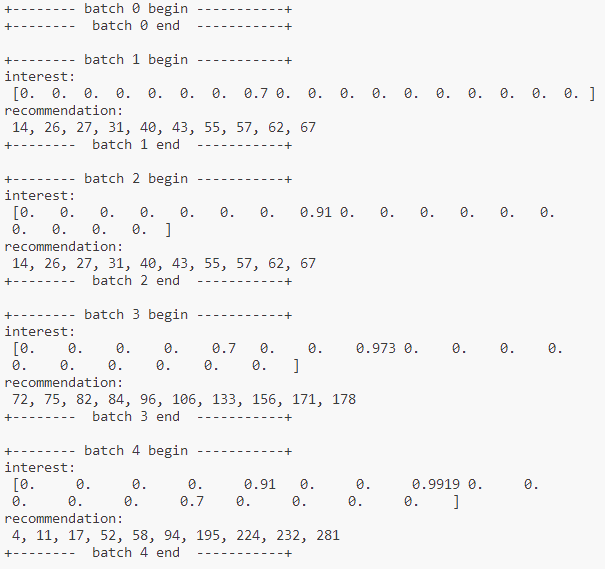 +-------- batch 0 begin -----------+
+--------  batch 0 end  -----------+

+-------- batch 1 begin -----------+
interest:
 [0.  0.  0.  0.  0.  0.  0.  0.7 0.  0.  0.  0.  0.  0.  0.  0.  0.  0. ]
recommendation:
 14, 26, 27, 31, 40, 43, 55, 57, 62, 67
+--------  batch 1 end  -----------+

+-------- batch 2 begin -----------+
interest:
 [0.   0.   0.   0.   0.   0.   0.   0.91 0.   0.   0.   0.   0.   0.
 0.   0.   0.   0.  ]
recommendation:
 14, 26, 27, 31, 40, 43, 55, 57, 62, 67
+--------  batch 2 end  -----------+

+-------- batch 3 begin -----------+
interest:
 [0.    0.    0.    0.    0.7   0.    0.    0.973 0.    0.    0.    0.
 0.    0.    0.    0.    0.    0.   ]
recommendation:
 72, 75, 82, 84, 96, 106, 133, 156, 171, 178
+--------  batch 3 end  -----------+

+-------- batch 4 begin -----------+
interest:
 [0.     0.     0.     0.     0.91   0.     0.     0.9919 0.     0.
 0.     0.     0.     0.7    0.     0.     0.     0.    ]
recommendation:
 4, 11, 17, 52, 58, 94, 195, 224, 232, 281
+--------  batch 4 end  -----------+